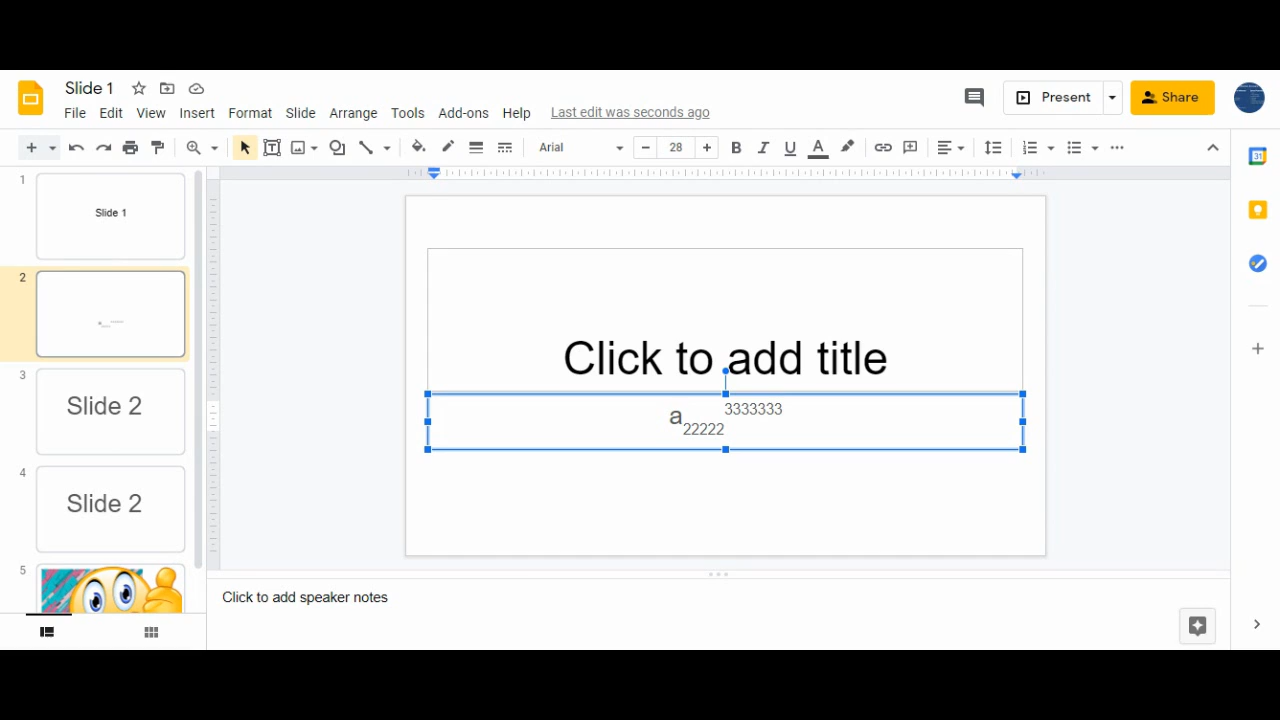 Slide 1
File Edit View Insert Format Slide Arrange Tools Add-ons Help Last edit was seconds ago
Present
Share
Arial
28
31
1
Slide 1
2
3
Slide 2
4
Slide 2
5
Click to add title
a 22222 3333333
Click to add speaker notes